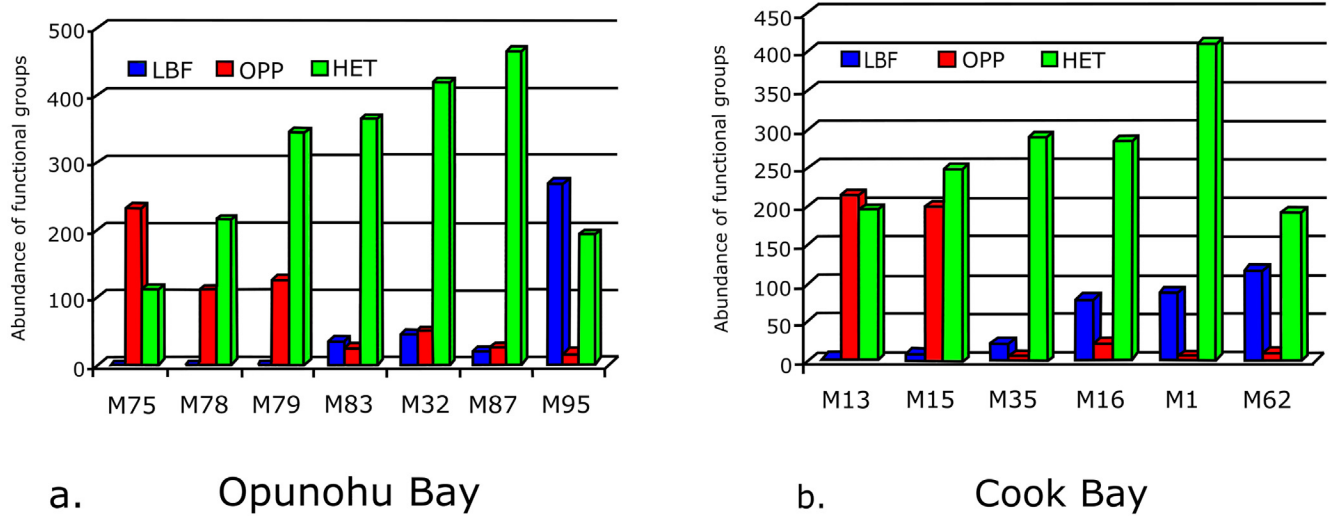 Abundance of functional groups
500
400
300
200
100
0
LBF OPP HET
M75 M78 M79 M83 M32 M87 M95
a. Opunohu Bay
Abundance of functional groups
450
400
350
300
250
200
150
100
50
0
LBF OPP HET
M13 M15 M35 M16 M1 M62
b. Cook Bay